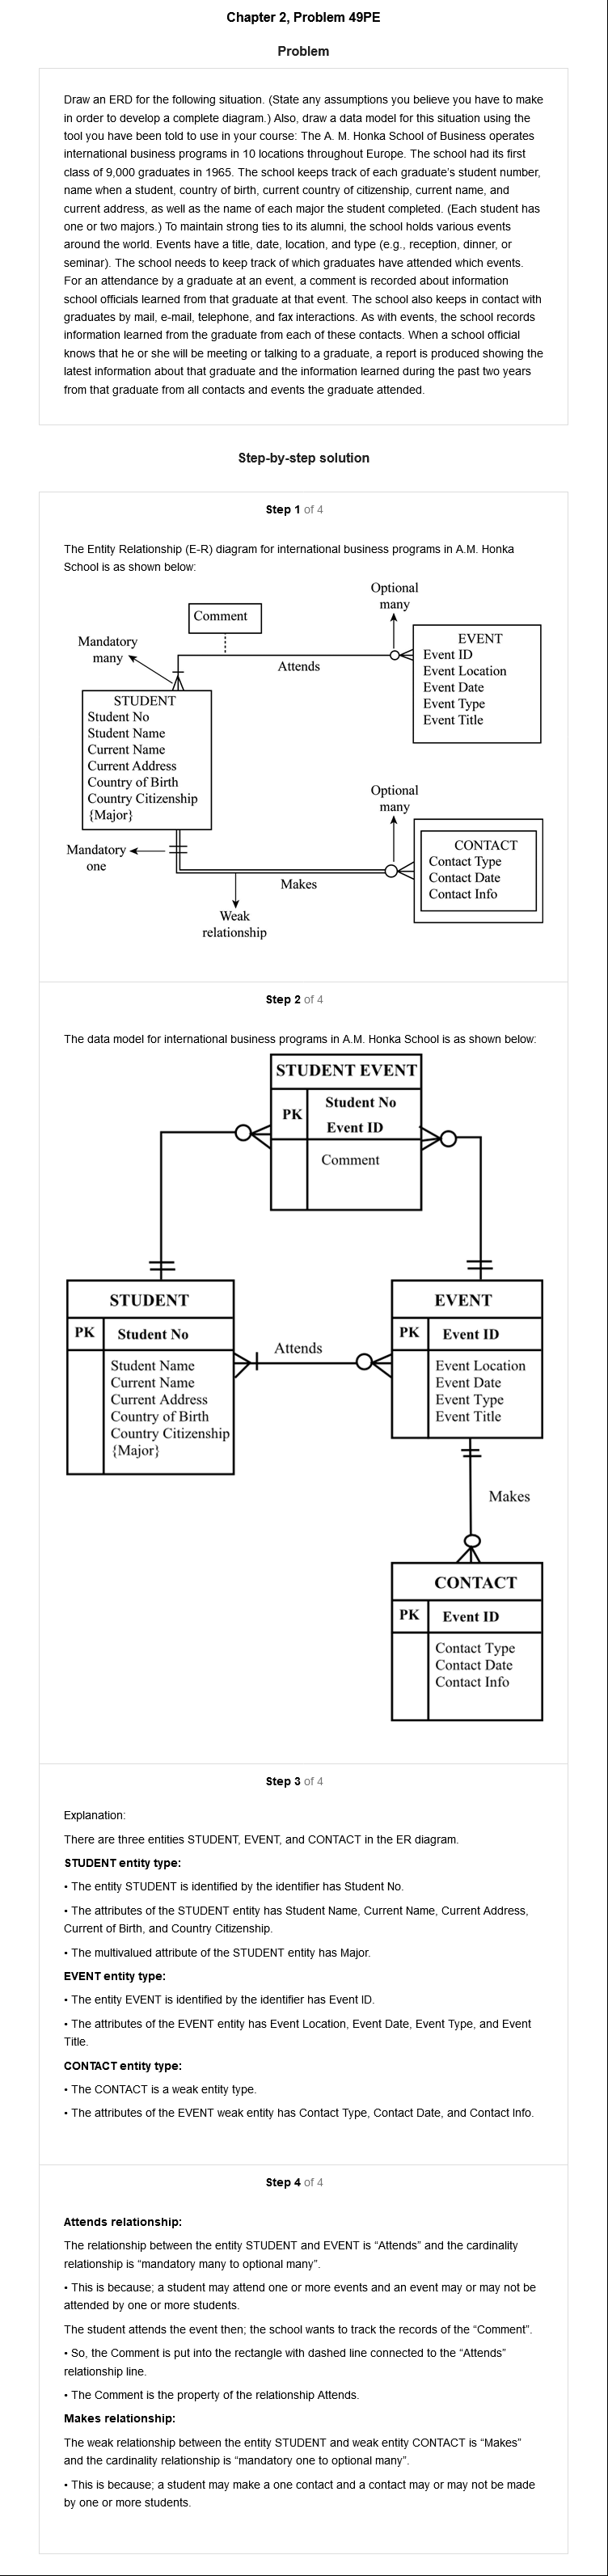 Chapter 2, Problem 49PE
Problem
Draw an ERD for the following situation. (State any assumptions you believe you have to make
in order to develop a complete diagram.) Also, draw a data model for this situation using the
tool you have been told to use in your course: The A. M. Honka School of Business operates
international business programs in 10 locations throughout Europe. The school had its first
class of 9,000 graduates in 1965. The school keeps track of each graduate's student number,
name when a student, country of birth, current country of citizenship, current name, and
current address, as well as the name of each major the student completed. (Each student has
one or two majors.) To maintain strong ties to its alumni, the school holds various events
around the world. Events have a title, date, location, and type (e.g., reception, dinner, or
seminar). The school needs to keep track of which graduates have attended which events.
For an attendance by a graduate at an event, a comment is recorded about information
school officials learned from that graduate at that event. The school also keeps in contact with
graduates by mail, e-mail, telephone, and fax interactions. As with events, the school records
information learned from the graduate from each of these contacts. When a school official
knows that he or she will be meeting or talking to a graduate, a report is produced showing the
latest information about that graduate and the information learned during the past two years
from that graduate from all contacts and events the graduate attended.
Step-by-step solution
Step 1 of 4
The Entity Relationship (E-R) diagram for international business programs in A.M. Honka
School is as shown below:
Optional
many
Comment
Mandatory
many
Attends
EVENT
Event ID
Event Location
Event Date
Event Type
Event Title
STUDENT
Student No
Student Name
Current Name
Current Address
Country of Birth
Country Citizenship
{Major}
Optional
many
Mandatory
one
CONTACT
Contact Type
Contact Date
Contact Info
Makes
Weak
relationship
Step 2 of 4
The data model for international business programs in A.M. Honka School is as shown below:
STUDENT EVENT
PK
Student No
Event ID
Comment
STUDENT
PK Student No
Student Name
Current Name
Current Address
Country of Birth
Country Citizenship
{Major}
Attends
EVENT
PK Event ID
Event Location
Event Date
Event Type
Event Title
Makes
CONTACT
PK Event ID
Contact Type
Contact Date
Contact Info
Step 3 of 4
Explanation:
There are three entities STUDENT, EVENT, and CONTACT in the ER diagram.
STUDENT entity type:
• The entity STUDENT is identified by the identifier has Student No.
• The attributes of the STUDENT entity has Student Name, Current Name, Current Address,
Current of Birth, and Country Citizenship.
• The multivalued attribute of the STUDENT entity has Major.
EVENT entity type:
• The entity EVENT is identified by the identifier has Event ID.
• The attributes of the EVENT entity has Event Location, Event Date, Event Type, and Event
Title.
CONTACT entity type:
• The CONTACT is a weak entity type.
• The attributes of the EVENT weak entity has Contact Type, Contact Date, and Contact Info.
Step 4 of 4
Attends relationship:
The relationship between the entity STUDENT and EVENT is “Attends” and the cardinality
relationship is “mandatory many to optional many”.
• This is because; a student may attend one or more events and an event may or may not be
attended by one or more students.
The student attends the event then; the school wants to track the records of the “Comment”.
• So, the Comment is put into the rectangle with dashed line connected to the “Attends”
relationship line.
• The Comment is the property of the relationship Attends.
Makes relationship:
The weak relationship between the entity STUDENT and weak entity CONTACT is “Makes”
and the cardinality relationship is “mandatory one to optional many”.
• This is because; a student may make a one contact and a contact may or may not be made
by one or more students.